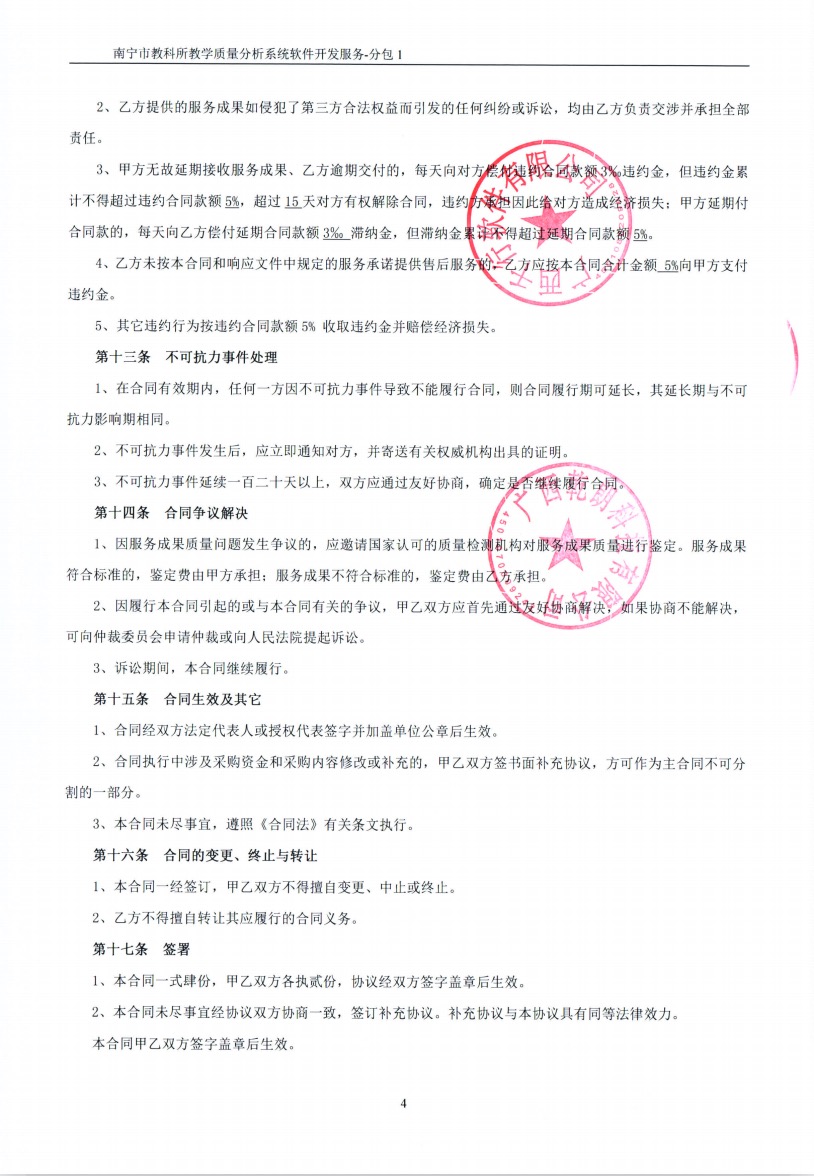 南宁市教科所教学质量分析系统软件开发服务-分包 1
2、乙方提供的服务成果如侵犯了第三方合法权益而引发的任何纠纷或诉讼，均由乙方负责交涉并承担全部
责任。
3、甲方无故延期接收服务成果、乙方逾期交付的，每天向对方偿付违约合同款额 3‰违约金，但违约金累
计不得超过违约合同款额 5%，超过 15 天对方有权解除合同，违约方承担因此给对方造成经济损失；甲方延期付
合同款的，每天向乙方偿付延期合同款额 3‰ 滞纳金，但滞纳金累计不得超过延期合同款额 5%。
4、乙方未按本合同和响应文件中规定的服务承诺提供售后服务的，乙方应按本合同合计金额 5%向甲方支付
违约金。
5、其它违约行为按违约合同款额 5% 收取违约金并赔偿经济损失。
第十三条 不可抗力事件处理
1、在合同有效期内，任何一方因不可抗力事件导致不能履行合同，则合同履行期可延长，其延长期与不可
抗力影响期相同。
2、不可抗力事件发生后，应立即通知对方，并寄送有关权威机构出具的证明。
3、不可抗力事件延续一百二十天以上，双方应通过友好协商，确定是否继续履行合同。
第十四条 合同争议解决
1、因服务成果质量问题发生争议的，应邀请国家认可的质量检测机构对服务成果质量进行鉴定。服务成果
符合标准的，鉴定费由甲方承担；服务成果不符合标准的，鉴定费由乙方承担。
2、因履行本合同引起的或与本合同有关的争议，甲乙双方应首先通过友好协商解决，如果协商不能解决，
可向仲裁委员会申请仲裁或向人民法院提起诉讼。
3、诉讼期间，本合同继续履行。
第十五条 合同生效及其它
1、合同经双方法定代表人或授权代表签字并加盖单位公章后生效。
2、合同执行中涉及采购资金和采购内容修改或补充的，甲乙双方签书面补充协议，方可作为主合同不可分
割的一部分。
3、本合同未尽事宜，遵照《合同法》有关条文执行。
第十六条 合同的变更、终止与转让
1、本合同一经签订，甲乙双方不得擅自变更、中止或终止。
2、乙方不得擅自转让其应履行的合同义务。
第十七条 签署
1、本合同一式肆份，甲乙双方各执贰份，协议经双方签字盖章后生效。
2、本合同未尽事宜经协议双方协商一致，签订补充协议。补充协议与本协议具有同等法律效力。
本合同甲乙双方签字盖章后生效。
4